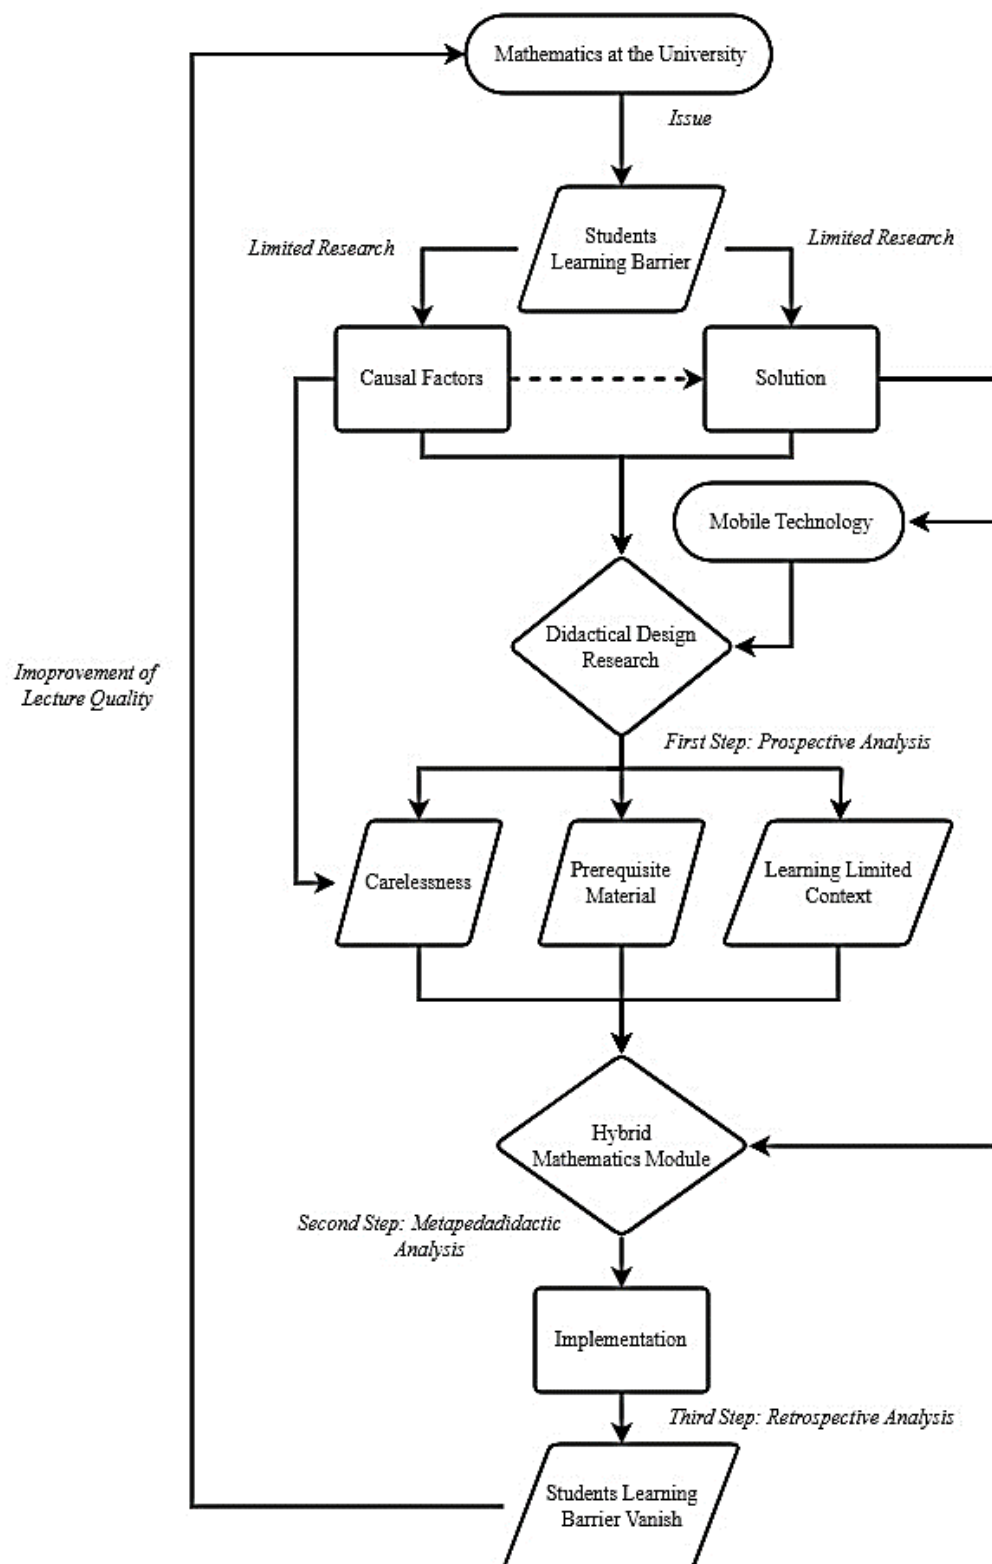 Mathematics at the University
Issue
Students
Learning Barrier
Limited Research
Limited Research
Causal Factors
Solution
Mobile Technology
Didactical Design
Research
Imoprovement of
Lecture Quality
First Step: Prospective Analysis
Carelessness
Prerequisite
Material
Learning Limited
Context
Hybrid
Mathematics Module
Second Step: Metapedadidactic
Analysis
Implementation
Third Step: Retrospective Analysis
Students Learning
Barrier Vanish